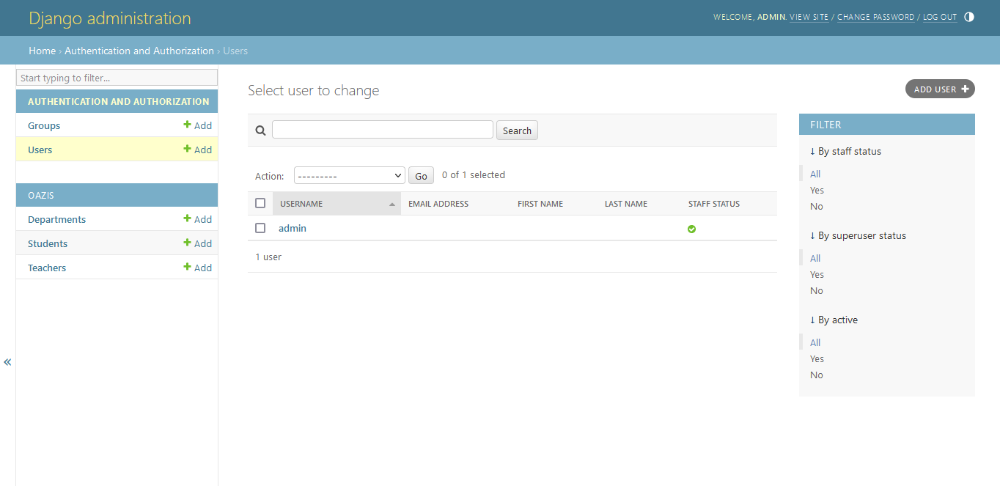 Django administration
WELCOME, ADMIN. VIEW SITE / CHANGE PASSWORD / LOG OUT
Home › Authentication and Authorization › Users
Start typing to filter...
AUTHENTICATION AND AUTHORIZATION
Groups + Add
Users + Add
OAZIS
Departments + Add
Students + Add
Teachers + Add
«
Select user to change
ADD USER +
Search
Action: --------- Go 0 of 1 selected
USERNAME EMAIL ADDRESS FIRST NAME LAST NAME STAFF STATUS
admin
1 user
FILTER
↓ By staff status
All
Yes
No
↓ By superuser status
All
Yes
No
↓ By active
All
Yes
No